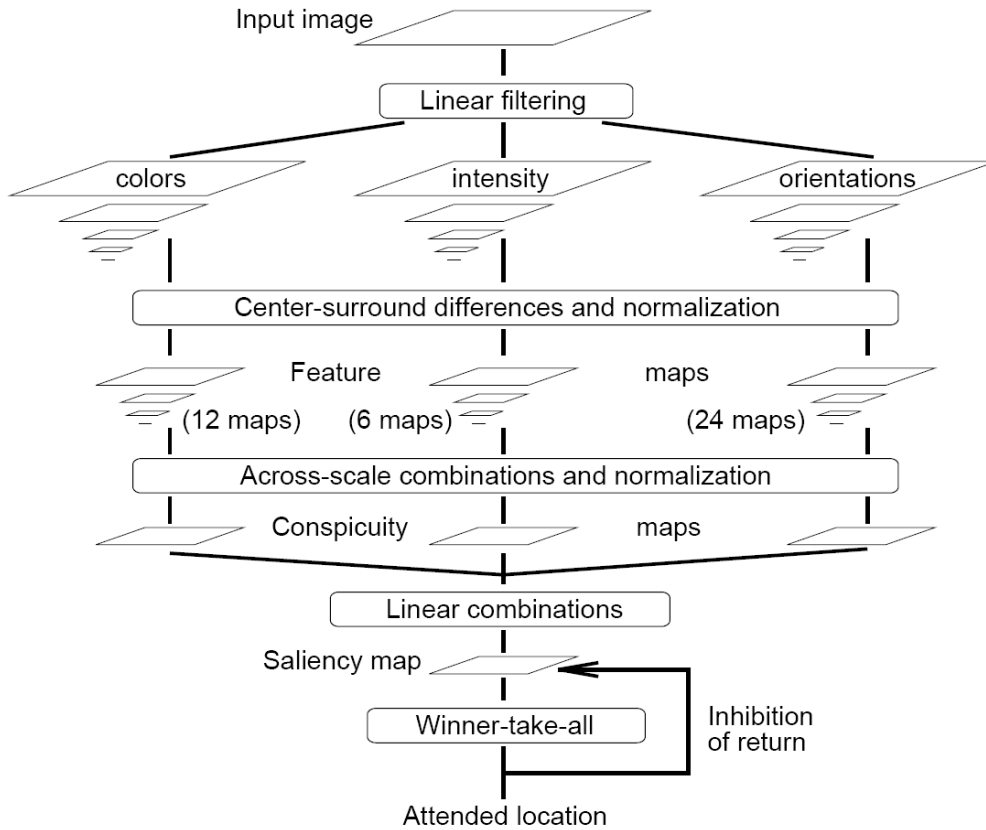 Input image
Linear filtering
colors
intensity
orientations
Center-surround differences and normalization
Feature maps
(12 maps)
(6 maps)
(24 maps)
Across-scale combinations and normalization
Conspicuity maps
Linear combinations
Saliency map
Winner-take-all
Inhibition
of return
Attended location